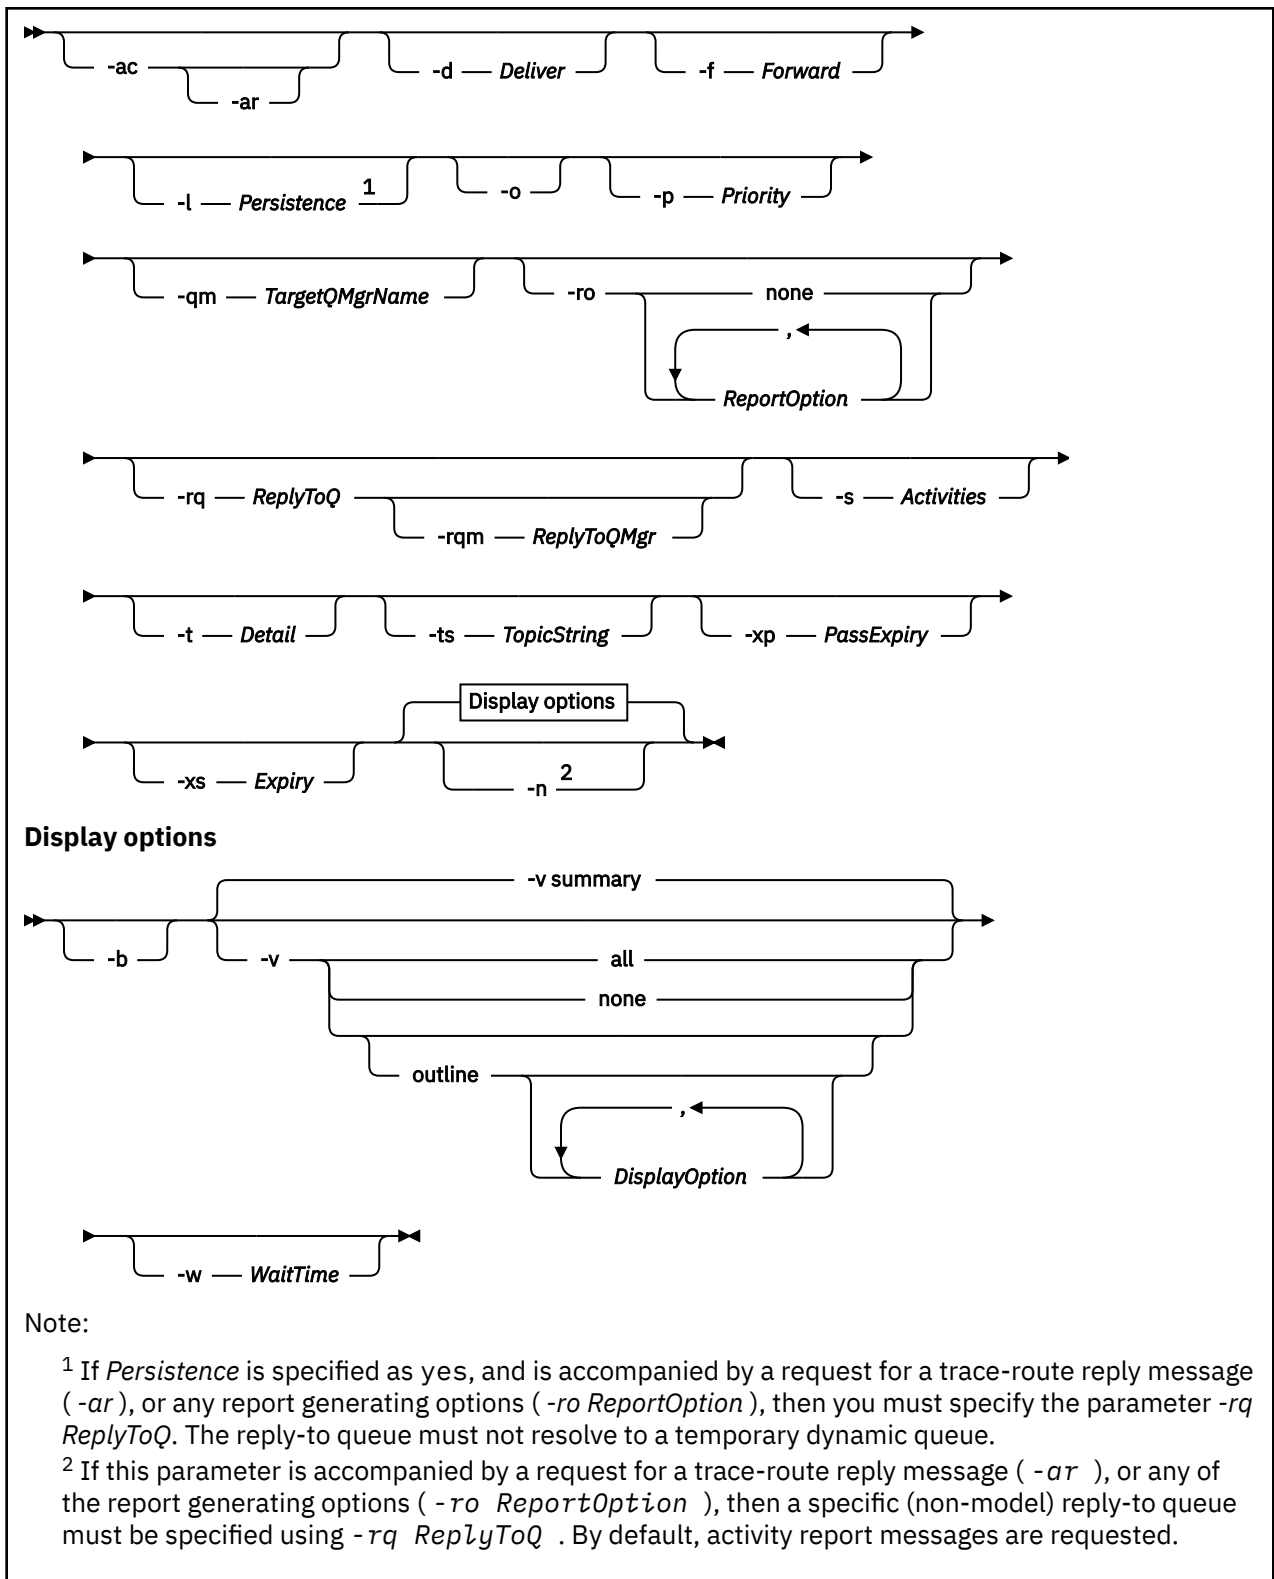 -ac -d Deliver -f Forward
-ar
-l Persistence 1 -o -p Priority
-qm TargetQMgrName -ro none
,
ReportOption
-rq ReplyToQ -s Activities
-rqm ReplyToQMgr
-t Detail -ts TopicString -xp PassExpiry
Display options
-xs Expiry -n 2
Display options
-v summary
-b -v all
none
outline
,
DisplayOption
-w WaitTime
Note:
1 If Persistence is specified as yes, and is accompanied by a request for a trace-route reply message
( -ar ), or any report generating options ( -ro ReportOption ), then you must specify the parameter -rq
ReplyToQ. The reply-to queue must not resolve to a temporary dynamic queue.
2 If this parameter is accompanied by a request for a trace-route reply message ( -ar ), or any of
the report generating options ( -ro ReportOption ), then a specific (non-model) reply-to queue
must be specified using -rq ReplyToQ . By default, activity report messages are requested.